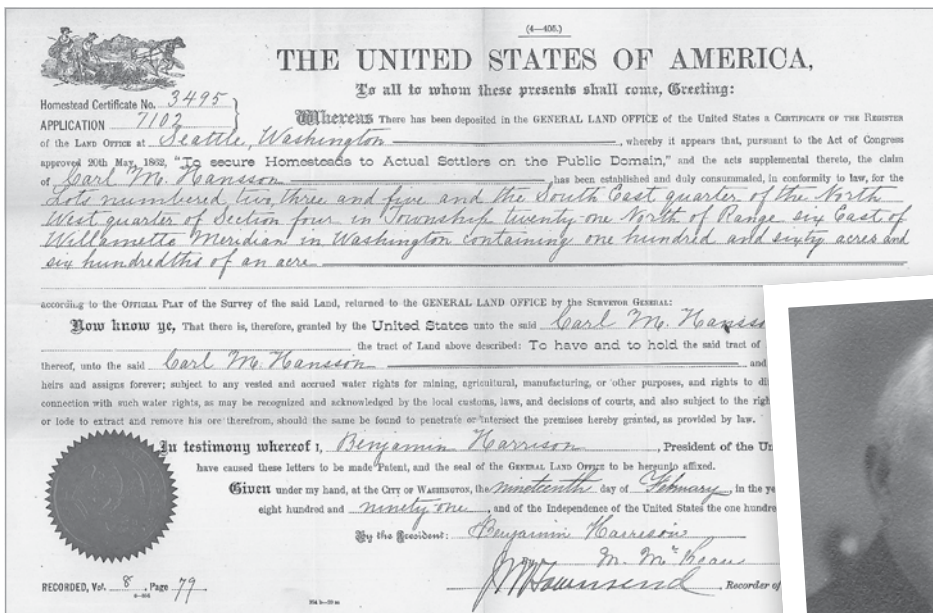 (4—405.)
THE UNITED STATES OF AMERICA,
To all to whom these presents shall come, Greeting:
Homestead Certificate No. 3495
APPLICATION 7102
Whereas There has been deposited in the GENERAL LAND OFFICE of the United States a CERTIFICATE OF THE REGISTER
OF THE LAND OFFICE AT Seattle, Washington, whereby it appears that, pursuant to the Act of Congress
approved 20th May, 1862, "To secure Homesteads to Actual Settlers on the Public Domain," and the acts supplemental thereto, the claim
of Carl M. Hansson has been established and duly consummated, in conformity to law, for the
Lots numbered two, three and five and the South East quarter of the North
West quarter of Section four in Township twenty-one North of Range six East of
Willamette Meridian in Washington containing one hundred and sixty acres and
six hundredths of an acre
according to the OFFICIAL PLAT of the Survey of the said Land, returned to the GENERAL LAND OFFICE by the SURVEYOR GENERAL:
Now know ye, That there is, therefore, granted by the United States unto the said Carl M. Hansso
the tract of Land above described: To have and to hold the said tract of
thereof, unto the said Carl M. Hansson and
heirs and assigns forever; subject to any vested and accrued water rights for mining, agricultural, manufacturing, or other purposes, and rights to di
connection with such water rights, as may be recognized and acknowledged by the local customs, laws, and decisions of courts, and also subject to the righ
or lode to extract and remove his ore therefrom, should the same be found to penetrate or intersect the premises hereby granted, as provided by law.
In testimony whereof I, Benjamin Harrison, President of the Un
have caused these letters to be made Patent, and the seal of the GENERAL LAND OFFICE to be hereunto affixed.
Given under my hand, at the CITY OF WASHINGTON, the nineteenth day of February, in the ye
eight hundred and ninety one, and of the Independence of the United States the one hundre
By the President: Benjamin Harrison
By M. McKean
J M Townsend Recorder of
RECORDED, Vol. 8, Page 79